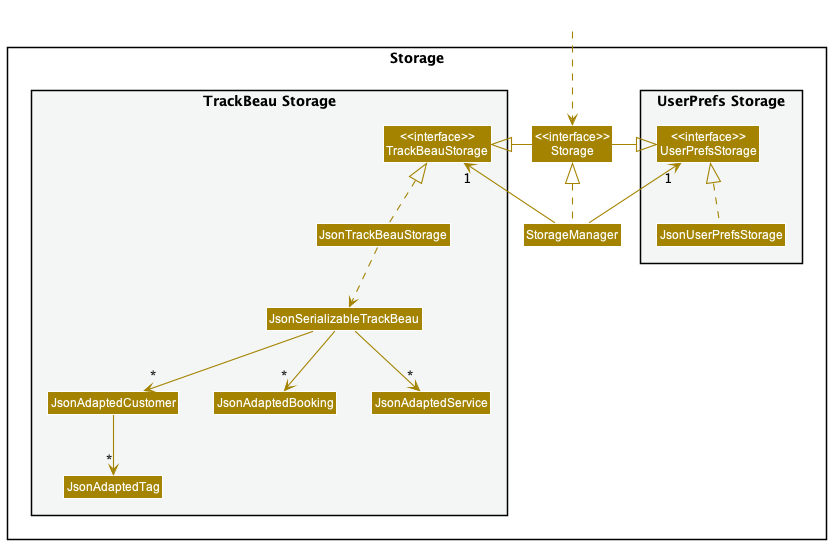 Storage
TrackBeau Storage
UserPrefs Storage
<<interface>>
TrackBeauStorage
<<interface>>
Storage
<<interface>>
UserPrefsStorage
1
1
JsonTrackBeauStorage
StorageManager
JsonUserPrefsStorage
JsonSerializableTrackBeau
*
*
*
JsonAdaptedCustomer
JsonAdaptedBooking
JsonAdaptedService
*
JsonAdaptedTag